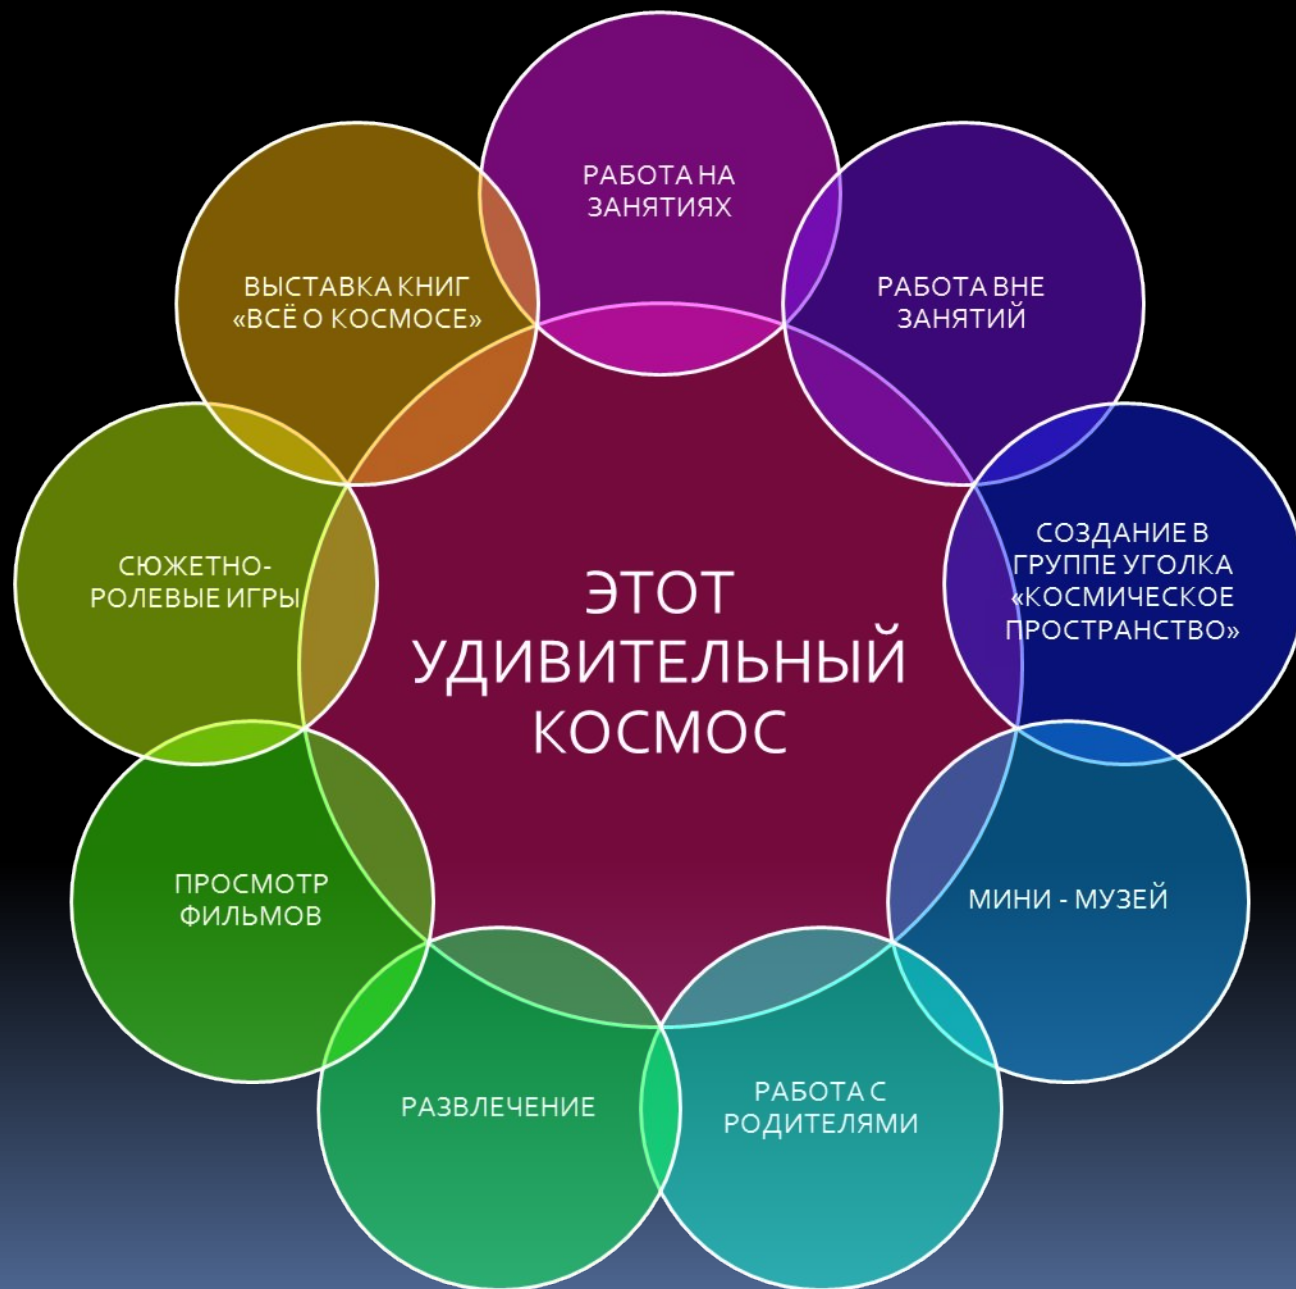 РАБОТА НА
ЗАНЯТИЯХ
РАБОТА ВНЕ
ЗАНЯТИЙ
СОЗДАНИЕ В
ГРУППЕ УГОЛКА
«КОСМИЧЕСКОЕ
ПРОСТРАНСТВО»
МИНИ - МУЗЕЙ
РАБОТА С
РОДИТЕЛЯМИ
РАЗВЛЕЧЕНИЕ
ПРОСМОТР
ФИЛЬМОВ
СЮЖЕТНО-
РОЛЕВЫЕ ИГРЫ
ВЫСТАВКА КНИГ
«ВСЁ О КОСМОСЕ»
ЭТОТ
УДИВИТЕЛЬНЫЙ
КОСМОС